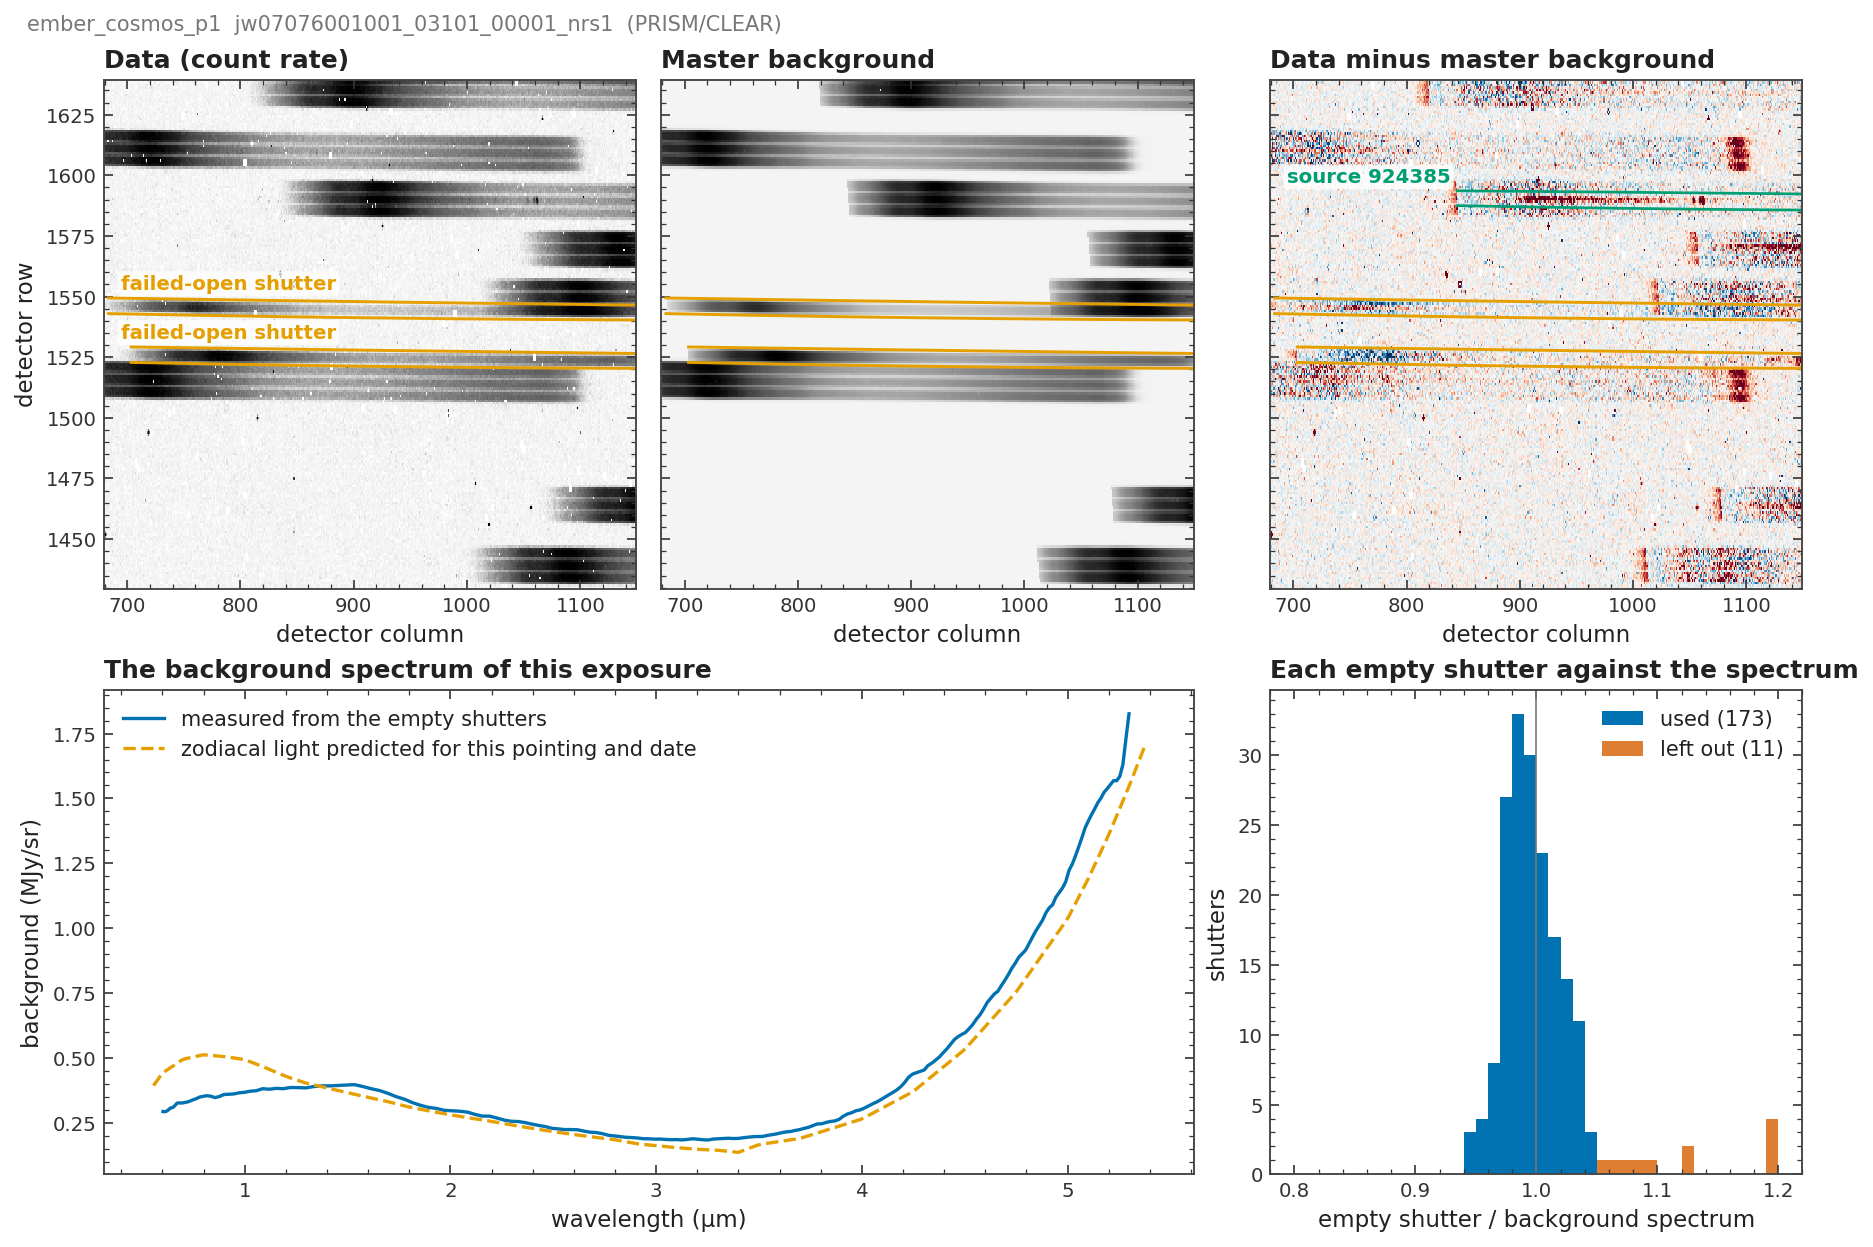 ember_cosmos_p1  jw07076001001_03101_00001_nrs1  (PRISM/CLEAR)
Data (count rate)
Master background
Data minus master background
detector row
1625
1600
1575
1550
1525
1500
1475
1450
failed-open shutter
failed-open shutter
source 924385
700 800 900 1000 1100
700 800 900 1000 1100
700 800 900 1000 1100
detector column
detector column
detector column
The background spectrum of this exposure
Each empty shutter against the spectrum
background (MJy/sr)
1.75
1.50
1.25
1.00
0.75
0.50
0.25
measured from the empty shutters
zodiacal light predicted for this pointing and date
1 2 3 4 5
wavelength (µm)
shutters
30
25
20
15
10
5
0
used (173)
left out (11)
0.8 0.9 1.0 1.1 1.2
empty shutter / background spectrum